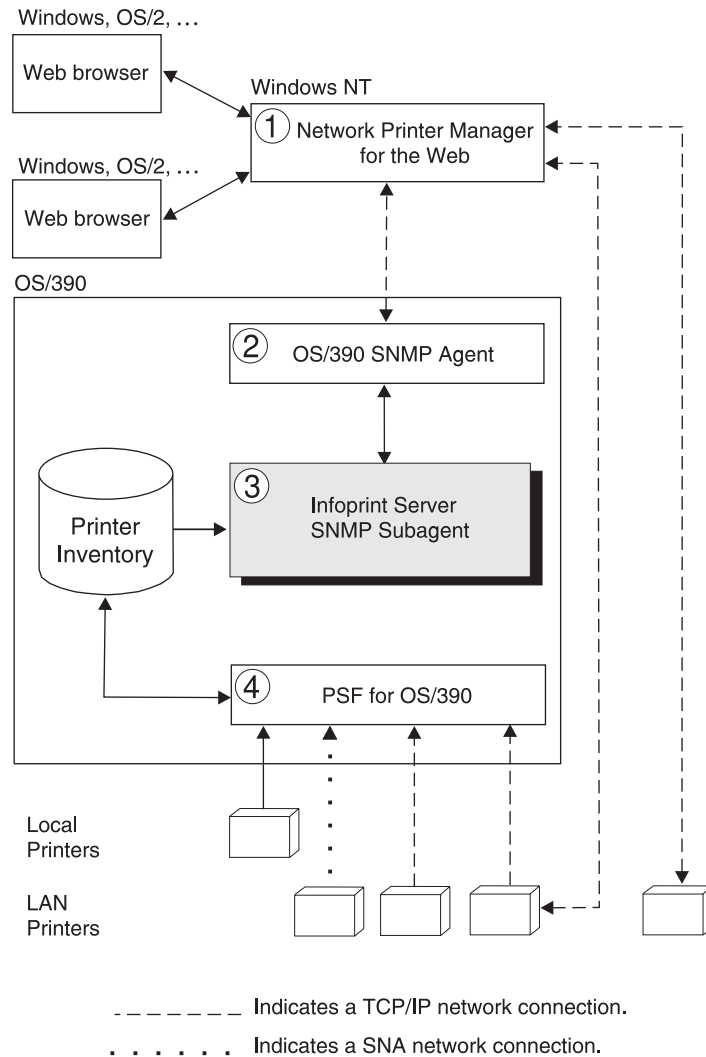 Windows, OS/2, ...
Web browser
Windows NT
1 Network Printer Manager
for the Web
Windows, OS/2, ...
Web browser
OS/390
2 OS/390 SNMP Agent
3 Infoprint Server
SNMP Subagent
Printer
Inventory
4 PSF for OS/390
Local
Printers
LAN
Printers
Indicates a TCP/IP network connection.
Indicates a SNA network connection.